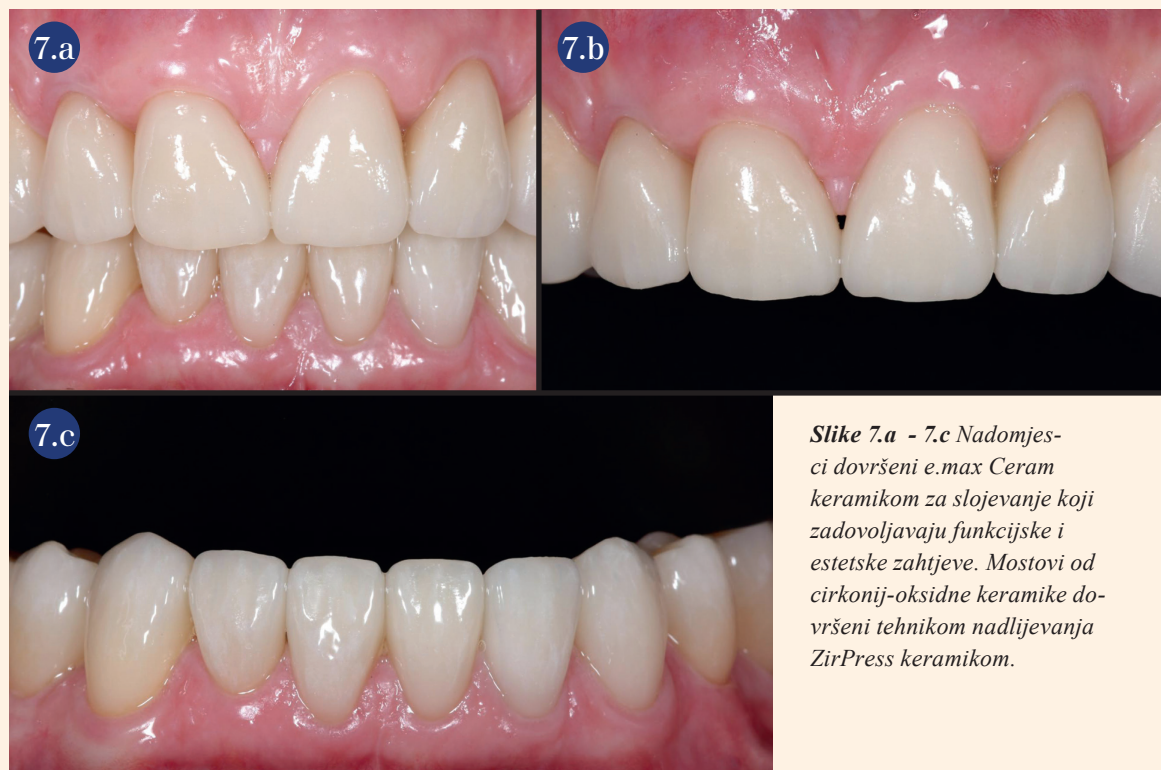 7.a
7.b
7.c
Slike 7.a - 7.c Nadomjes-
ci dovršeni e.max Ceram
keramikom za slojevanje koji
zadovoljavaju funkcijske i
estetske zahtjeve. Mostovi od
cirkonij-oksidne keramike do-
vršeni tehnikom nadlijevanja
ZirPress keramikom.